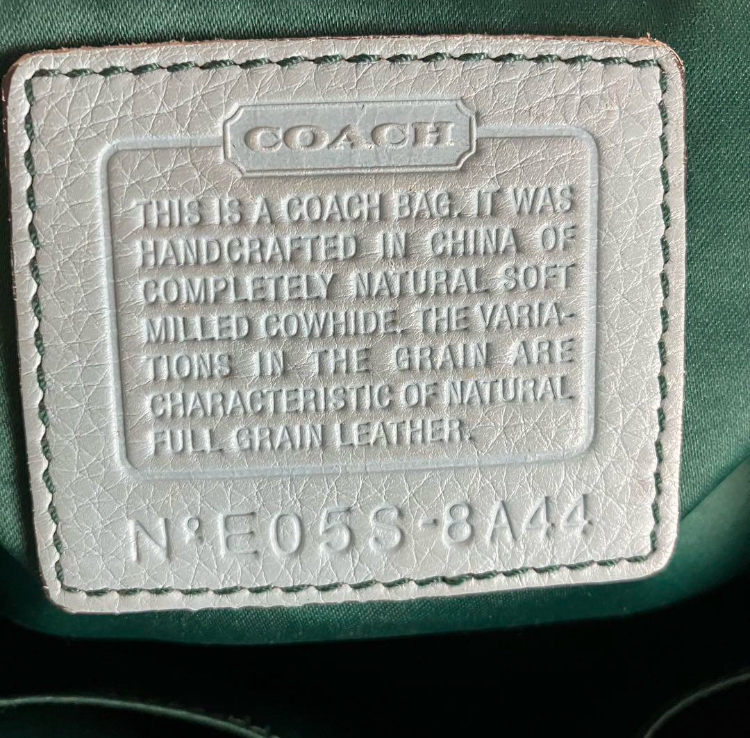 COACH
THIS IS A COACH BAG. IT WAS
HANDCRAFTED IN CHINA OF
COMPLETELY NATURAL SOFT
MILLED COWHIDE. THE VARIA-
TIONS IN THE GRAIN ARE
CHARACTERISTIC OF NATURAL
FULL GRAIN LEATHER.
Nº E05S-8A44